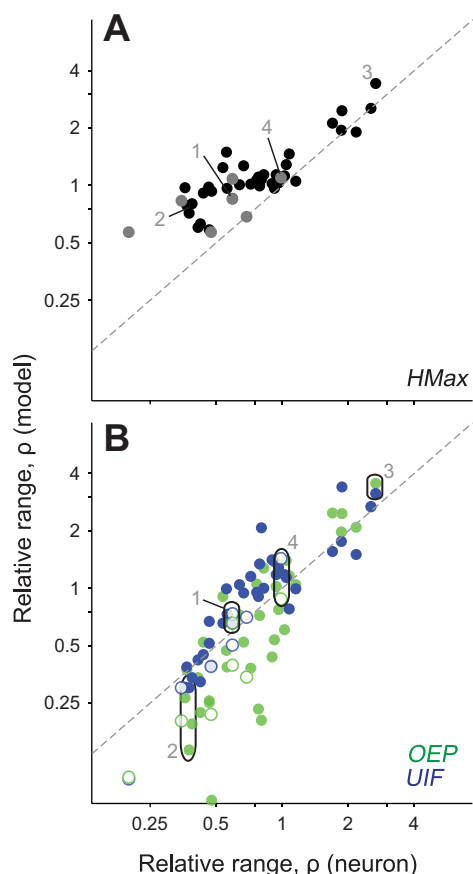 A
4
2
1
0.5
0.25
3
4
1
2
HMax
Relative range, ρ (model)
B
4
2
1
0.5
0.25
3
4
1
2
OEP
UIF
0.25 0.5 1 2 4
Relative range, ρ (neuron)